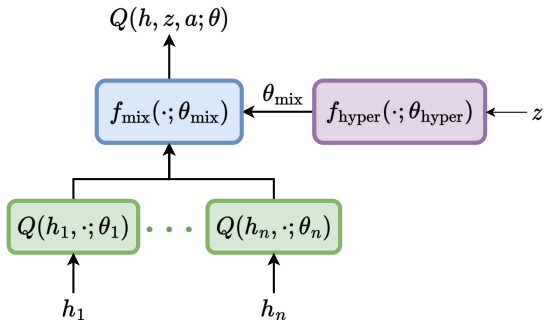 Q(h, z, a; θ)
f_mix(·; θ_mix)
θ_mix
f_hyper(·; θ_hyper)
z
Q(h_1, ·; θ_1)
· · ·
Q(h_n, ·; θ_n)
h_1
h_n